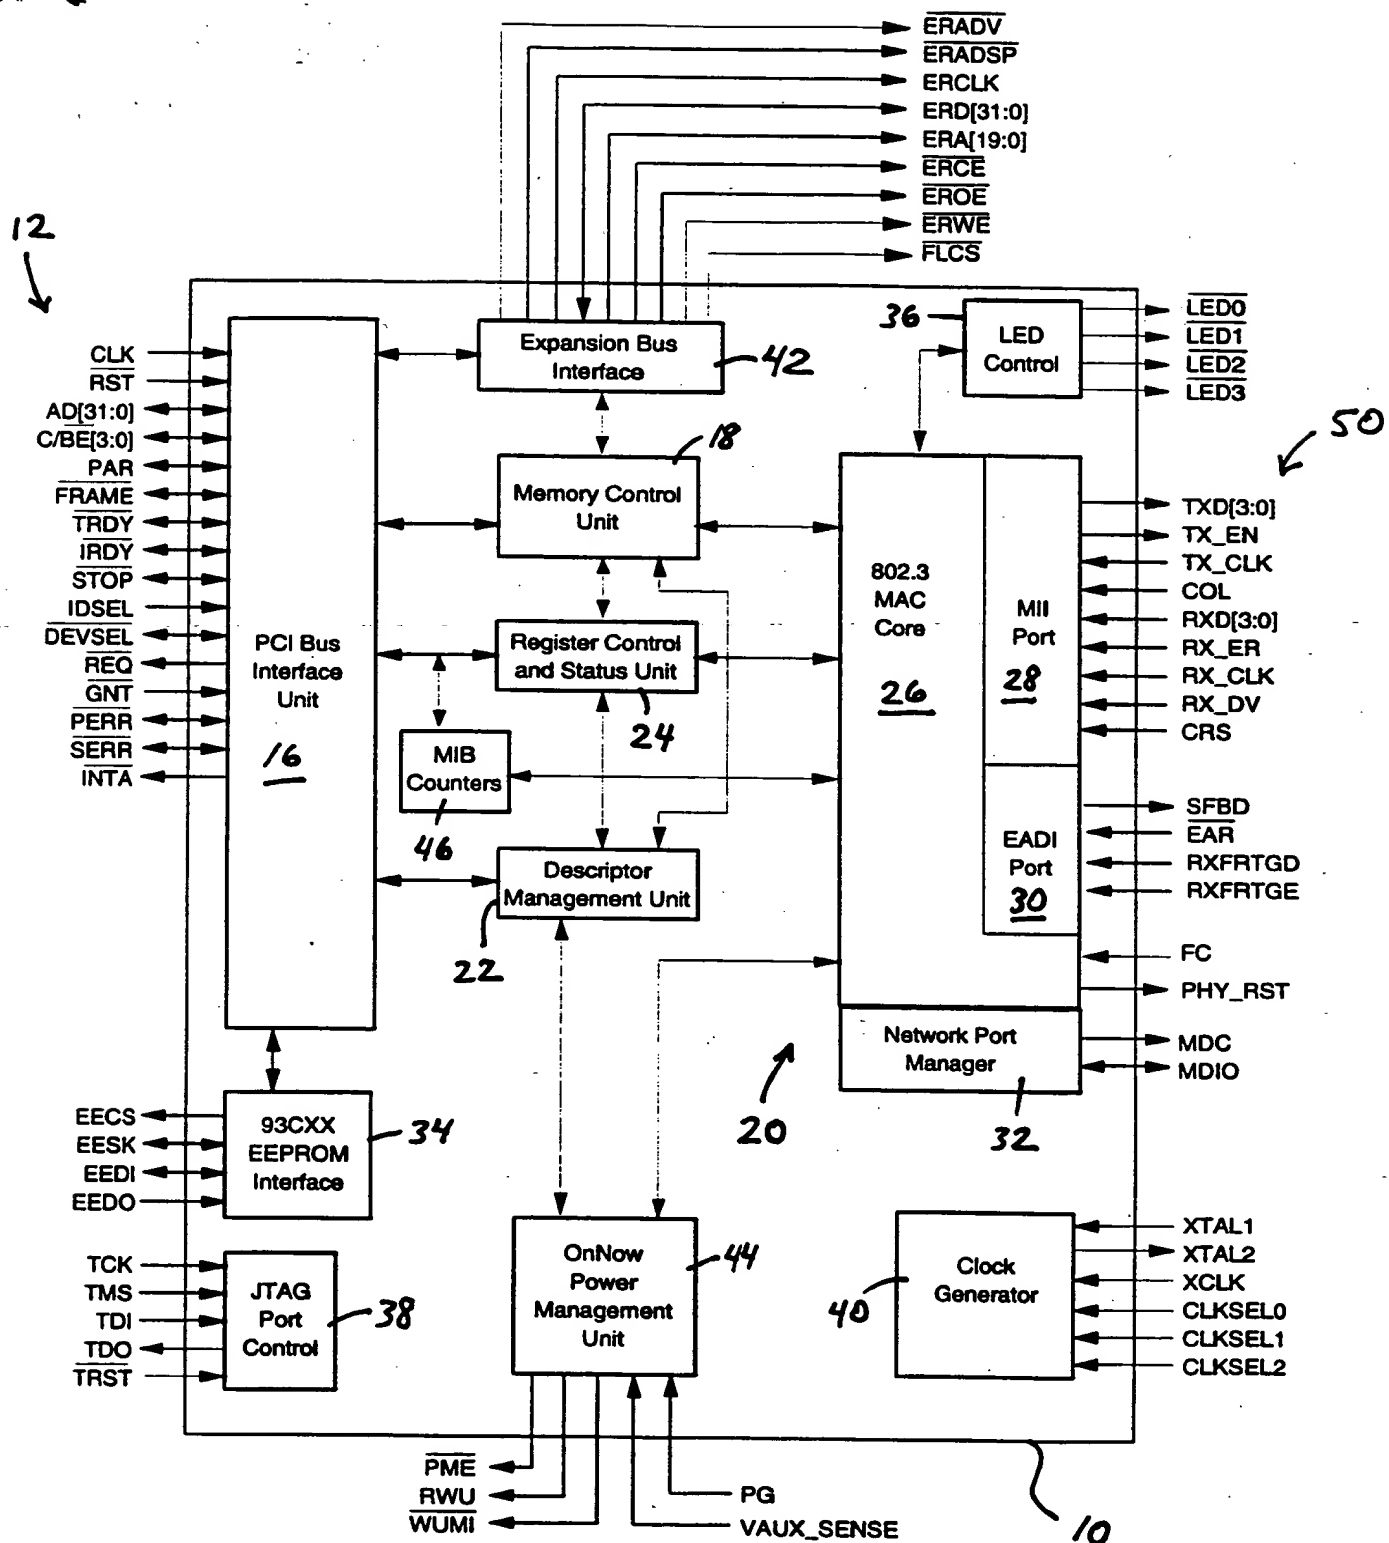 ERADV
ERADSP
ERCLK
ERD[31:0]
ERA[19:0]
ERCE
EROE
ERWE
FLCS
12
CLK
RST
AD[31:0]
C/BE[3:0]
PAR
FRAME
TRDY
IRDY
STOP
IDSEL
DEVSEL
REQ
GNT
PERR
SERR
INTA
PCI Bus
Interface
Unit
16
Expansion Bus
Interface
42
18
Memory Control
Unit
Register Control
and Status Unit
24
MIB
Counters
46
Descriptor
Management Unit
22
36
LED
Control
LED0
LED1
LED2
LED3
50
802.3
MAC
Core
26
MII
Port
28
EADI
Port
30
TXD[3:0]
TX_EN
TX_CLK
COL
RXD[3:0]
RX_ER
RX_CLK
RX_DV
CRS
SFBD
EAR
RXFRTGD
RXFRTGE
FC
PHY_RST
Network Port
Manager
MDC
MDIO
20
32
EECS
EESK
EEDI
EEDO
93CXX
EEPROM
Interface
34
TCK
TMS
TDI
TDO
TRST
JTAG
Port
Control
38
OnNow
Power
Management
Unit
44
40
Clock
Generator
XTAL1
XTAL2
XCLK
CLKSEL0
CLKSEL1
CLKSEL2
PME
RWU
WUMI
PG
VAUX_SENSE
10